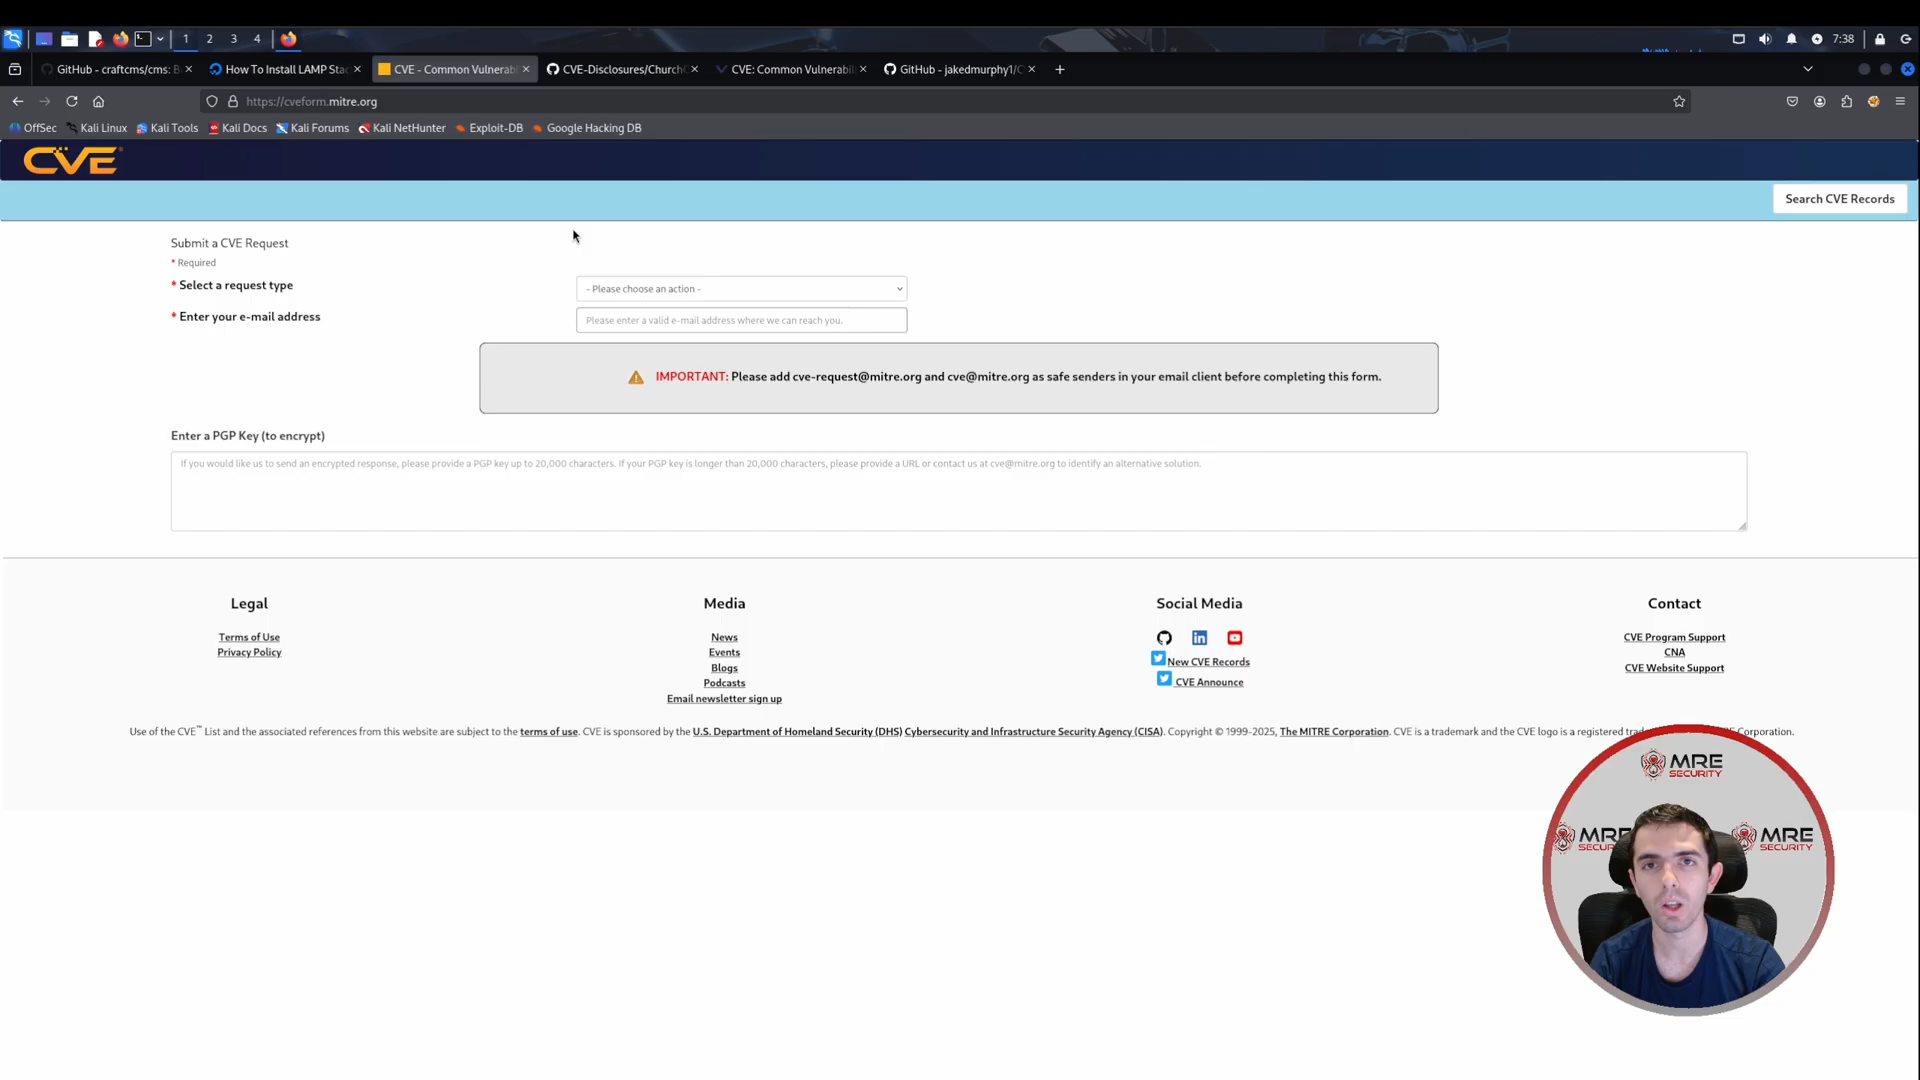 1 2 3 4
7:38
GitHub - craftcms/cms: B
How To Install LAMP Stac
CVE - Common Vulnerabil
CVE-Disclosures/ChurchC
CVE: Common Vulnerabili
GitHub - jakedmurphy1/C
https://cveform.mitre.org
OffSec
Kali Linux
Kali Tools
Kali Docs
Kali Forums
Kali NetHunter
Exploit-DB
Google Hacking DB
CVE
Search CVE Records
Submit a CVE Request
* Required
* Select a request type
- Please choose an action -
* Enter your e-mail address
Please enter a valid e-mail address where we can reach you.
IMPORTANT: Please add cve-request@mitre.org and cve@mitre.org as safe senders in your email client before completing this form.
Enter a PGP Key (to encrypt)
If you would like us to send an encrypted response, please provide a PGP key up to 20,000 characters. If your PGP key is longer than 20,000 characters, please provide a URL or contact us at cve@mitre.org to identify an alternative solution.
Legal
Terms of Use
Privacy Policy
Media
News
Events
Blogs
Podcasts
Email newsletter sign up
Social Media
New CVE Records
CVE Announce
Contact
CVE Program Support
CNA
CVE Website Support
Use of the CVE™ List and the associated references from this website are subject to the terms of use. CVE is sponsored by the U.S. Department of Homeland Security (DHS) Cybersecurity and Infrastructure Security Agency (CISA). Copyright © 1999-2025, The MITRE Corporation. CVE is a trademark and the CVE logo is a registered Corporation.
MRE
SECURITY
MRE
MRE
SECURITY